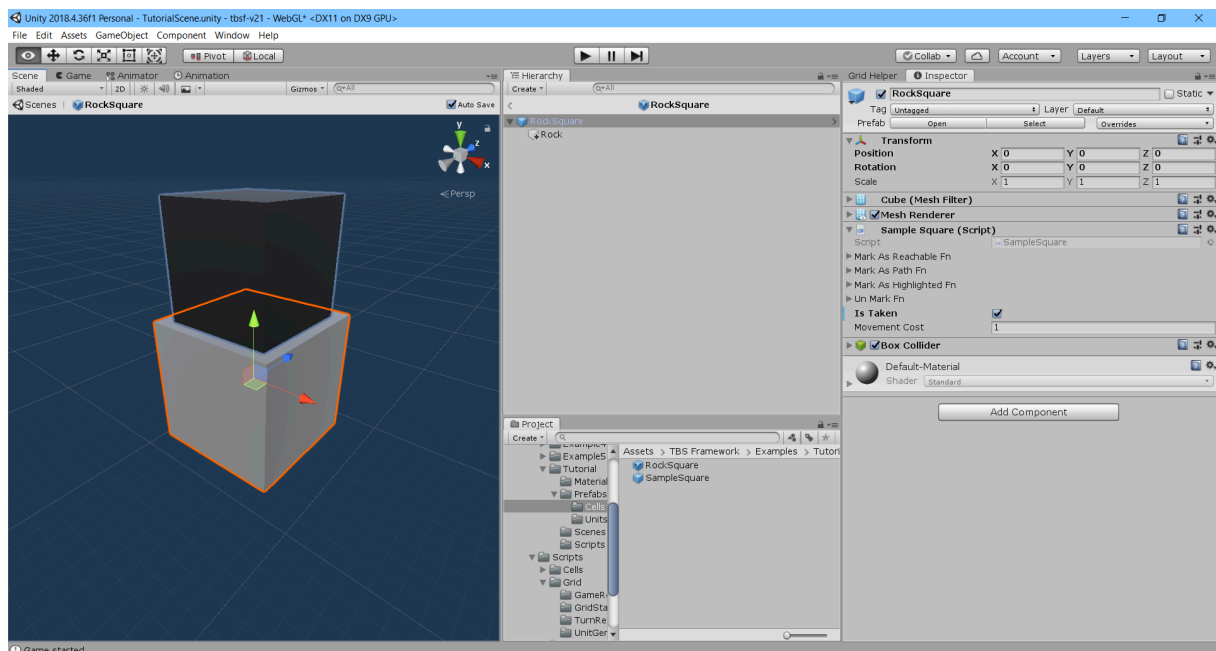 Unity 2018.4.36f1 Personal - TutorialScene.unity - tbsf-v21 - WebGL* <DX11 on DX9 GPU>
File Edit Assets GameObject Component Window Help
Pivot Local Collab Account Layers Layout
Scene Game Animator Animation
Shaded 2D Gizmos All
Scenes RockSquare Auto Save
y
z
x
Persp
Hierarchy
Create All
RockSquare
RockSquare
Rock
Project
Create
Example4
Example5
Tutorial
Material
Prefabs
Cells
Units
Scenes
Scripts
Scripts
Cells
Grid
GameR
GridSta
TurnRe
UnitGer
Assets > TBS Framework > Examples > Tutori
RockSquare
SampleSquare
Grid Helper Inspector
RockSquare Static
Tag Untagged Layer Default
Prefab Open Select Overrides
Transform
Position X 0 Y 0 Z 0
Rotation X 0 Y 0 Z 0
Scale X 1 Y 1 Z 1
Cube (Mesh Filter)
Mesh Renderer
Sample Square (Script)
Script SampleSquare
Mark As Reachable Fn
Mark As Path Fn
Mark As Highlighted Fn
Un Mark Fn
Is Taken
Movement Cost 1
Box Collider
Default-Material
Shader Standard
Add Component
Game started